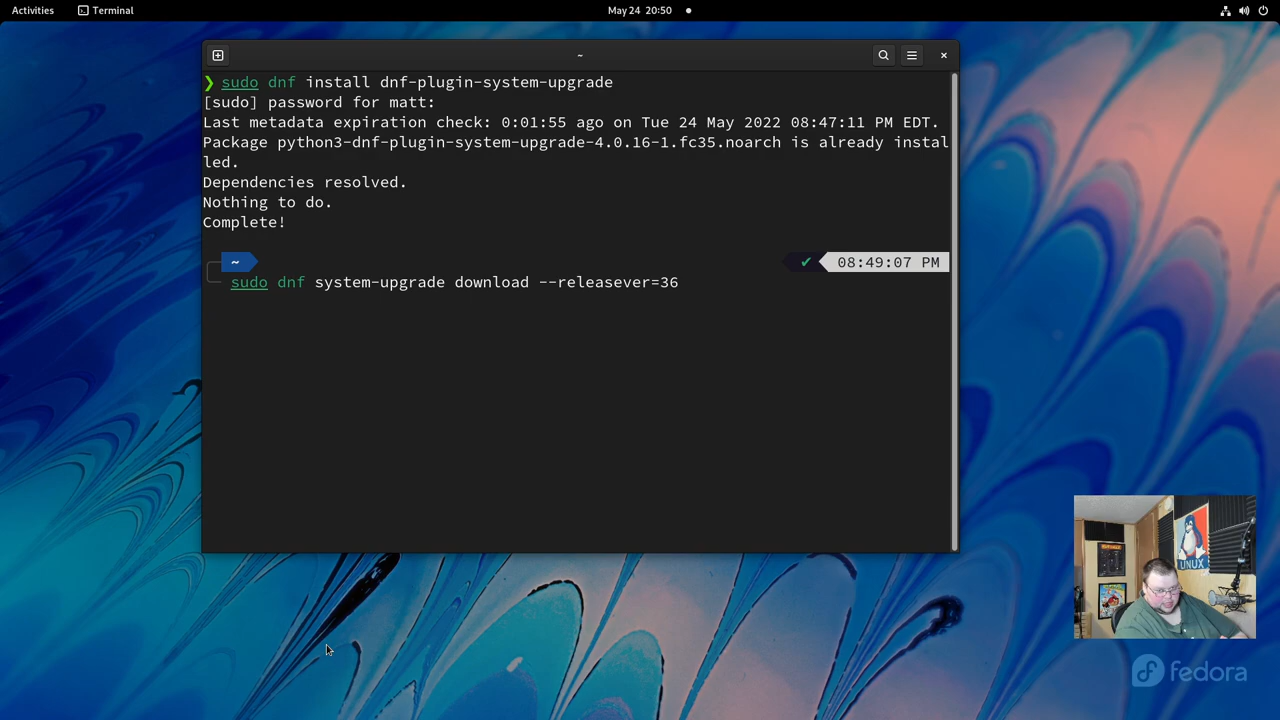 Activities
Terminal
May 24 20:50
~
❯ sudo dnf install dnf-plugin-system-upgrade
[sudo] password for matt:
Last metadata expiration check: 0:01:55 ago on Tue 24 May 2022 08:47:11 PM EDT.
Package python3-dnf-plugin-system-upgrade-4.0.16-1.fc35.noarch is already instal
led.
Dependencies resolved.
Nothing to do.
Complete!
~ ✔ 08:49:07 PM
sudo dnf system-upgrade download --releasever=36
LINUX
fedora